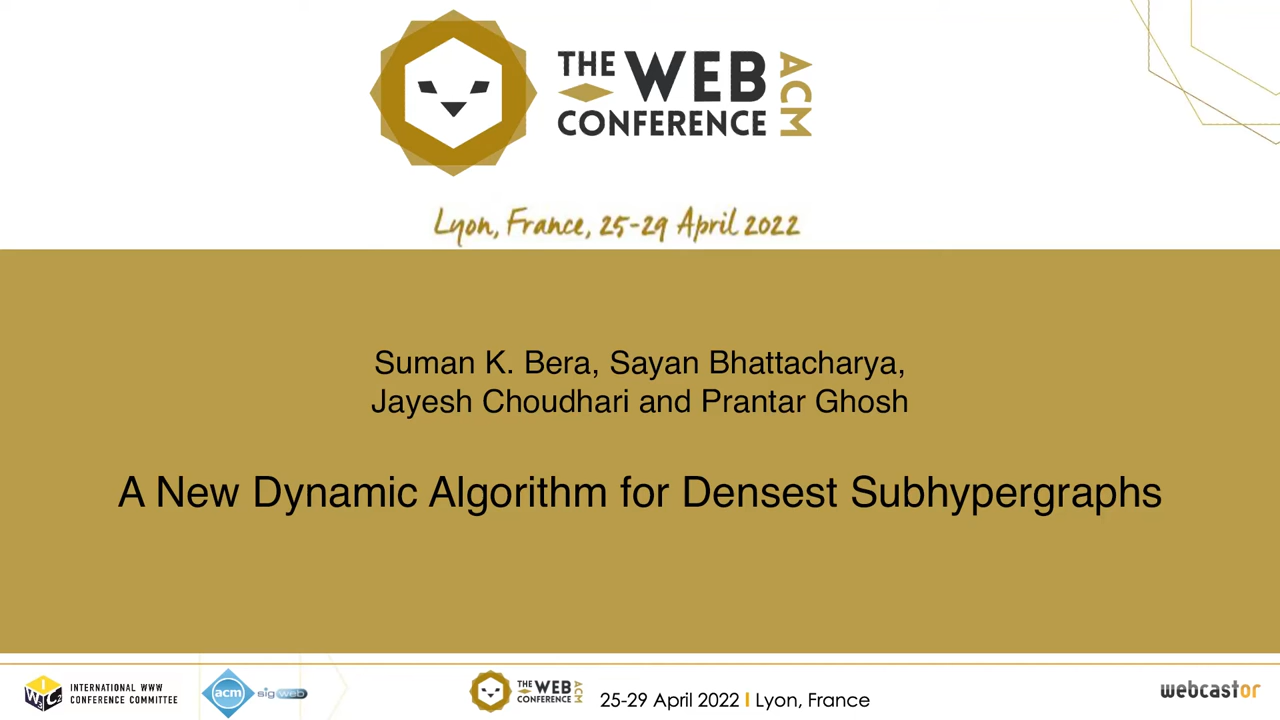 THE WEB ACM
CONFERENCE
Lyon, France, 25-29 April 2022
Suman K. Bera, Sayan Bhattacharya,
Jayesh Choudhari and Prantar Ghosh
A New Dynamic Algorithm for Densest Subhypergraphs
IW3C2 INTERNATIONAL WWW
CONFERENCE COMMITTEE
acm sigweb
THE WEB ACM
CONFERENCE
25-29 April 2022 I Lyon, France
webcastor